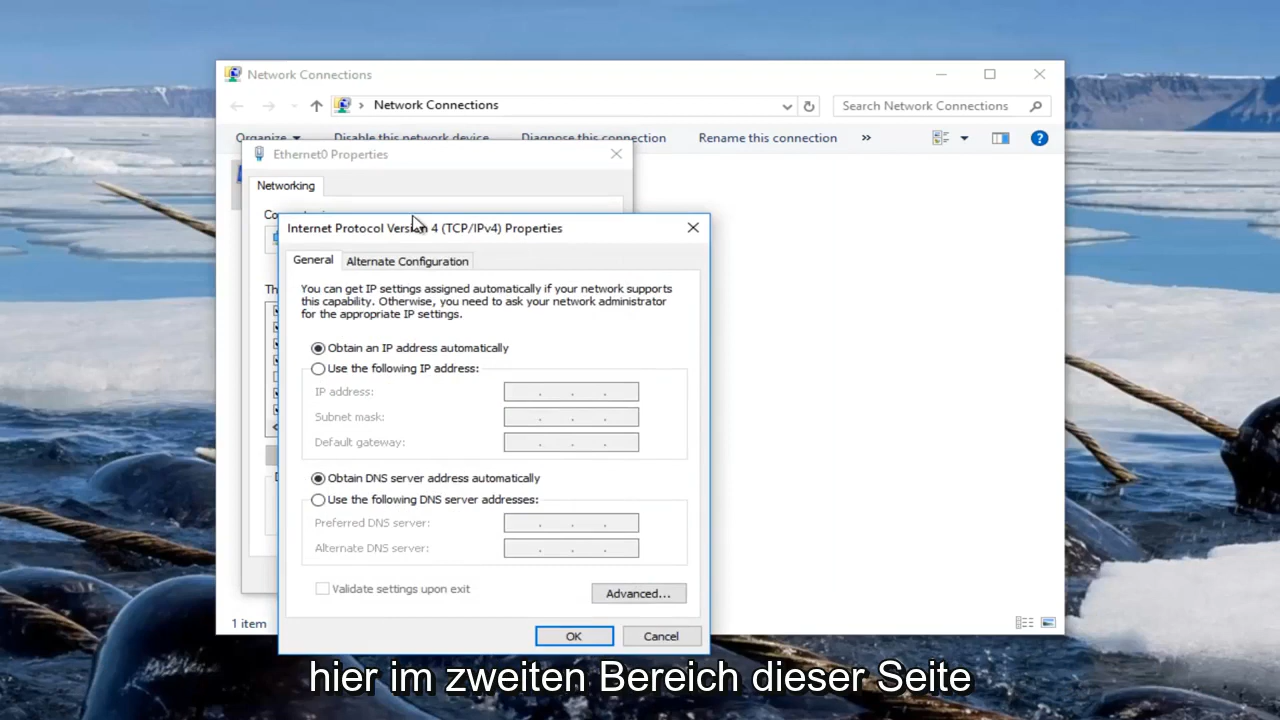 Network Connections
Network Connections
Search Network Connections
Organize
Disable this network device
Diagnose this connection
Rename this connection
»
Ethernet0 Properties
Networking
Internet Protocol Version 4 (TCP/IPv4) Properties
General
Alternate Configuration
You can get IP settings assigned automatically if your network supports
this capability. Otherwise, you need to ask your network administrator
for the appropriate IP settings.
Obtain an IP address automatically
Use the following IP address:
IP address:
Subnet mask:
Default gateway:
Obtain DNS server address automatically
Use the following DNS server addresses:
Preferred DNS server:
Alternate DNS server:
Validate settings upon exit
Advanced...
1 item
OK
Cancel
hier im zweiten Bereich dieser Seite